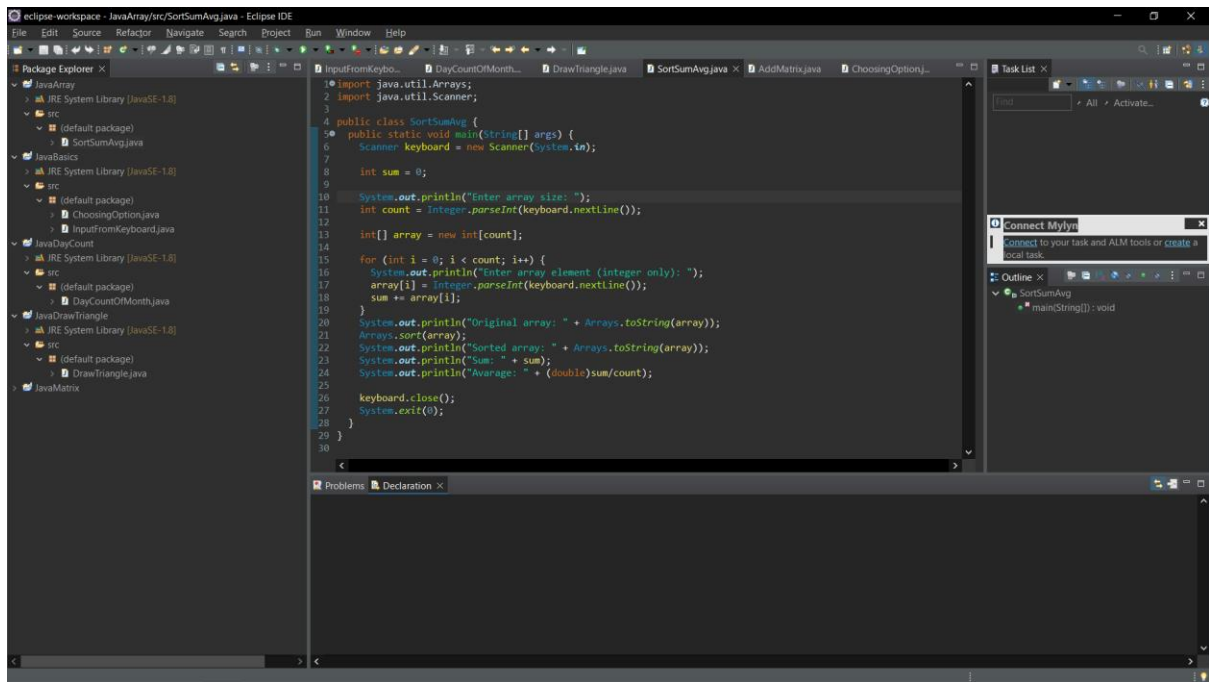 eclipse-workspace - JavaArray/src/SortSumAvg.java - Eclipse IDE
File Edit Source Refactor Navigate Search Project Run Window Help
Package Explorer
JavaArray
JRE System Library [JavaSE-1.8]
src
(default package)
SortSumAvg.java
JavaBasics
JRE System Library [JavaSE-1.8]
src
(default package)
ChoosingOption.java
InputFromKeyboard.java
JavaDayCount
JRE System Library [JavaSE-1.8]
src
(default package)
DayCountOfMonth.java
JavaDrawTriangle
JRE System Library [JavaSE-1.8]
src
(default package)
DrawTriangle.java
JavaMatrix
InputFromKeybo... DayCountOfMonth.... DrawTriangle.java SortSumAvg.java AddMatrix.java ChoosingOption.j...
1 import java.util.Arrays;
2 import java.util.Scanner;
3
4 public class SortSumAvg {
5 public static void main(String[] args) {
6 Scanner keyboard = new Scanner(System.in);
7
8 int sum = 0;
9
10 System.out.println("Enter array size: ");
11 int count = Integer.parseInt(keyboard.nextLine());
12
13 int[] array = new int[count];
14
15 for (int i = 0; i < count; i++) {
16 System.out.println("Enter array element (integer only): ");
17 array[i] = Integer.parseInt(keyboard.nextLine());
18 sum += array[i];
19 }
20 System.out.println("Original array: " + Arrays.toString(array));
21 Arrays.sort(array);
22 System.out.println("Sorted array: " + Arrays.toString(array));
23 System.out.println("Sum: " + sum);
24 System.out.println("Avarage: " + (double)sum/count);
25
26 keyboard.close();
27 System.exit(0);
28 }
29 }
30
Problems Declaration
Task List
Find All Activate...
Connect Mylyn
Connect to your task and ALM tools or create a
local task.
Outline
SortSumAvg
main(String[]) : void